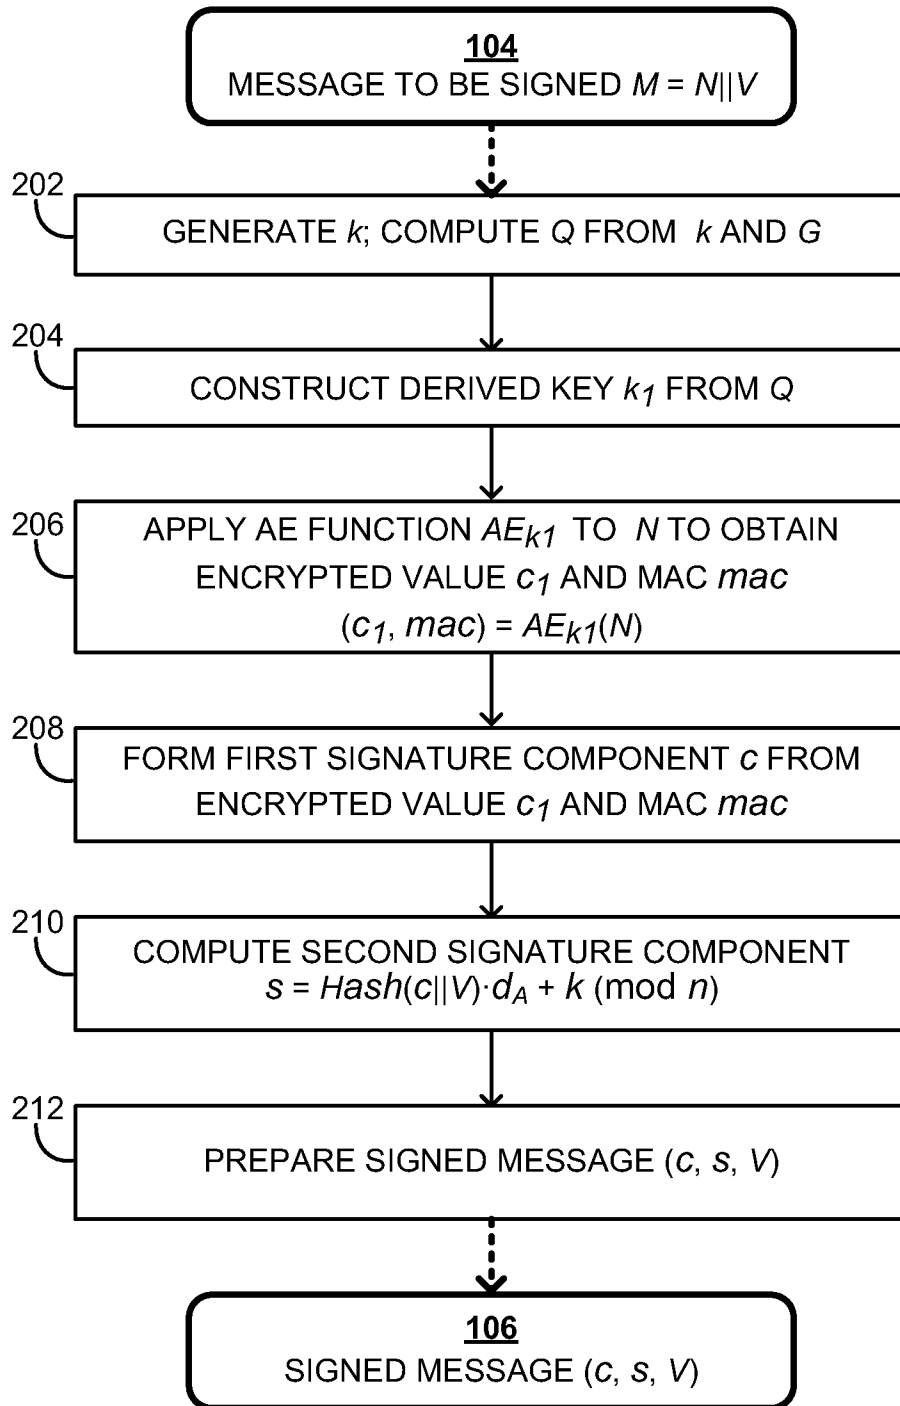 104
MESSAGE TO BE SIGNED M = N||V
202
GENERATE k; COMPUTE Q FROM k AND G
204
CONSTRUCT DERIVED KEY k1 FROM Q
206
APPLY AE FUNCTION AEk1 TO N TO OBTAIN
ENCRYPTED VALUE c1 AND MAC mac
(c1, mac) = AEk1(N)
208
FORM FIRST SIGNATURE COMPONENT c FROM
ENCRYPTED VALUE c1 AND MAC mac
210
COMPUTE SECOND SIGNATURE COMPONENT
s = Hash(c||V)·dA + k (mod n)
212
PREPARE SIGNED MESSAGE (c, s, V)
106
SIGNED MESSAGE (c, s, V)